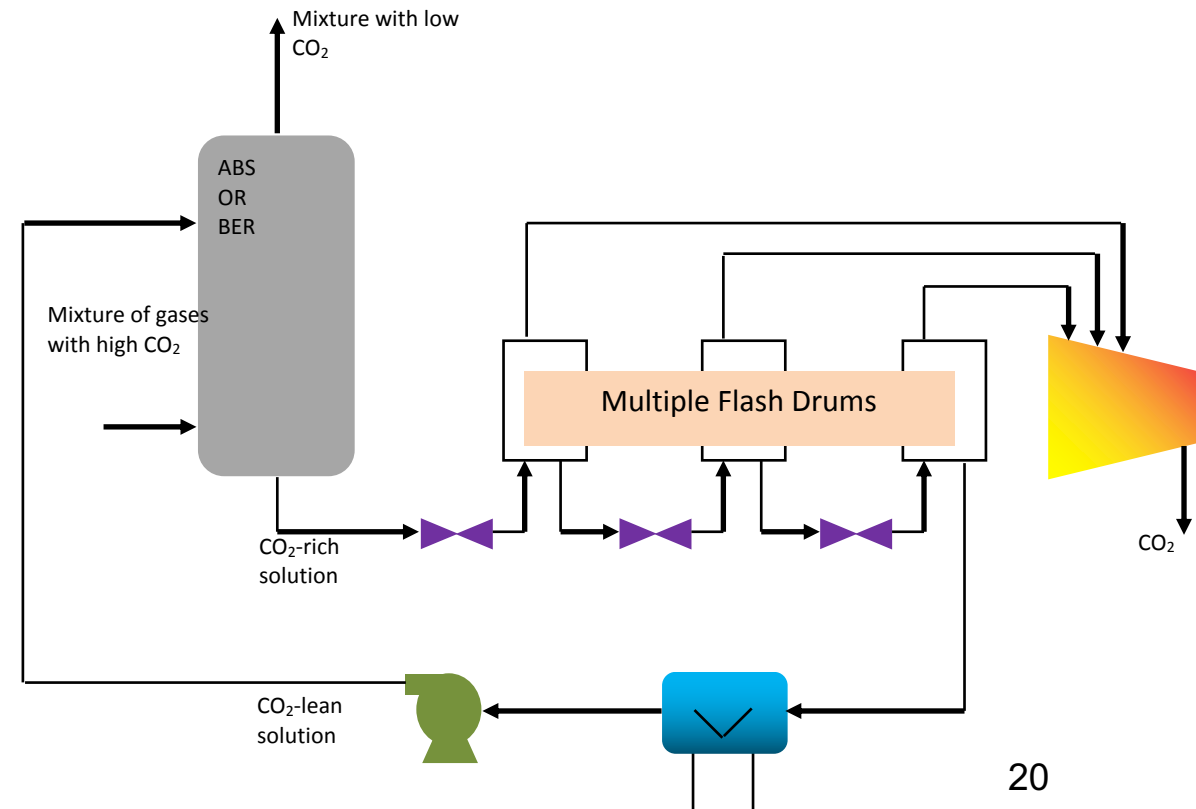 Mixture with low
CO₂
ABS
OR
BER
Mixture of gases
with high CO₂
Multiple Flash Drums
CO₂-rich
solution
CO₂
CO₂-lean
solution
20